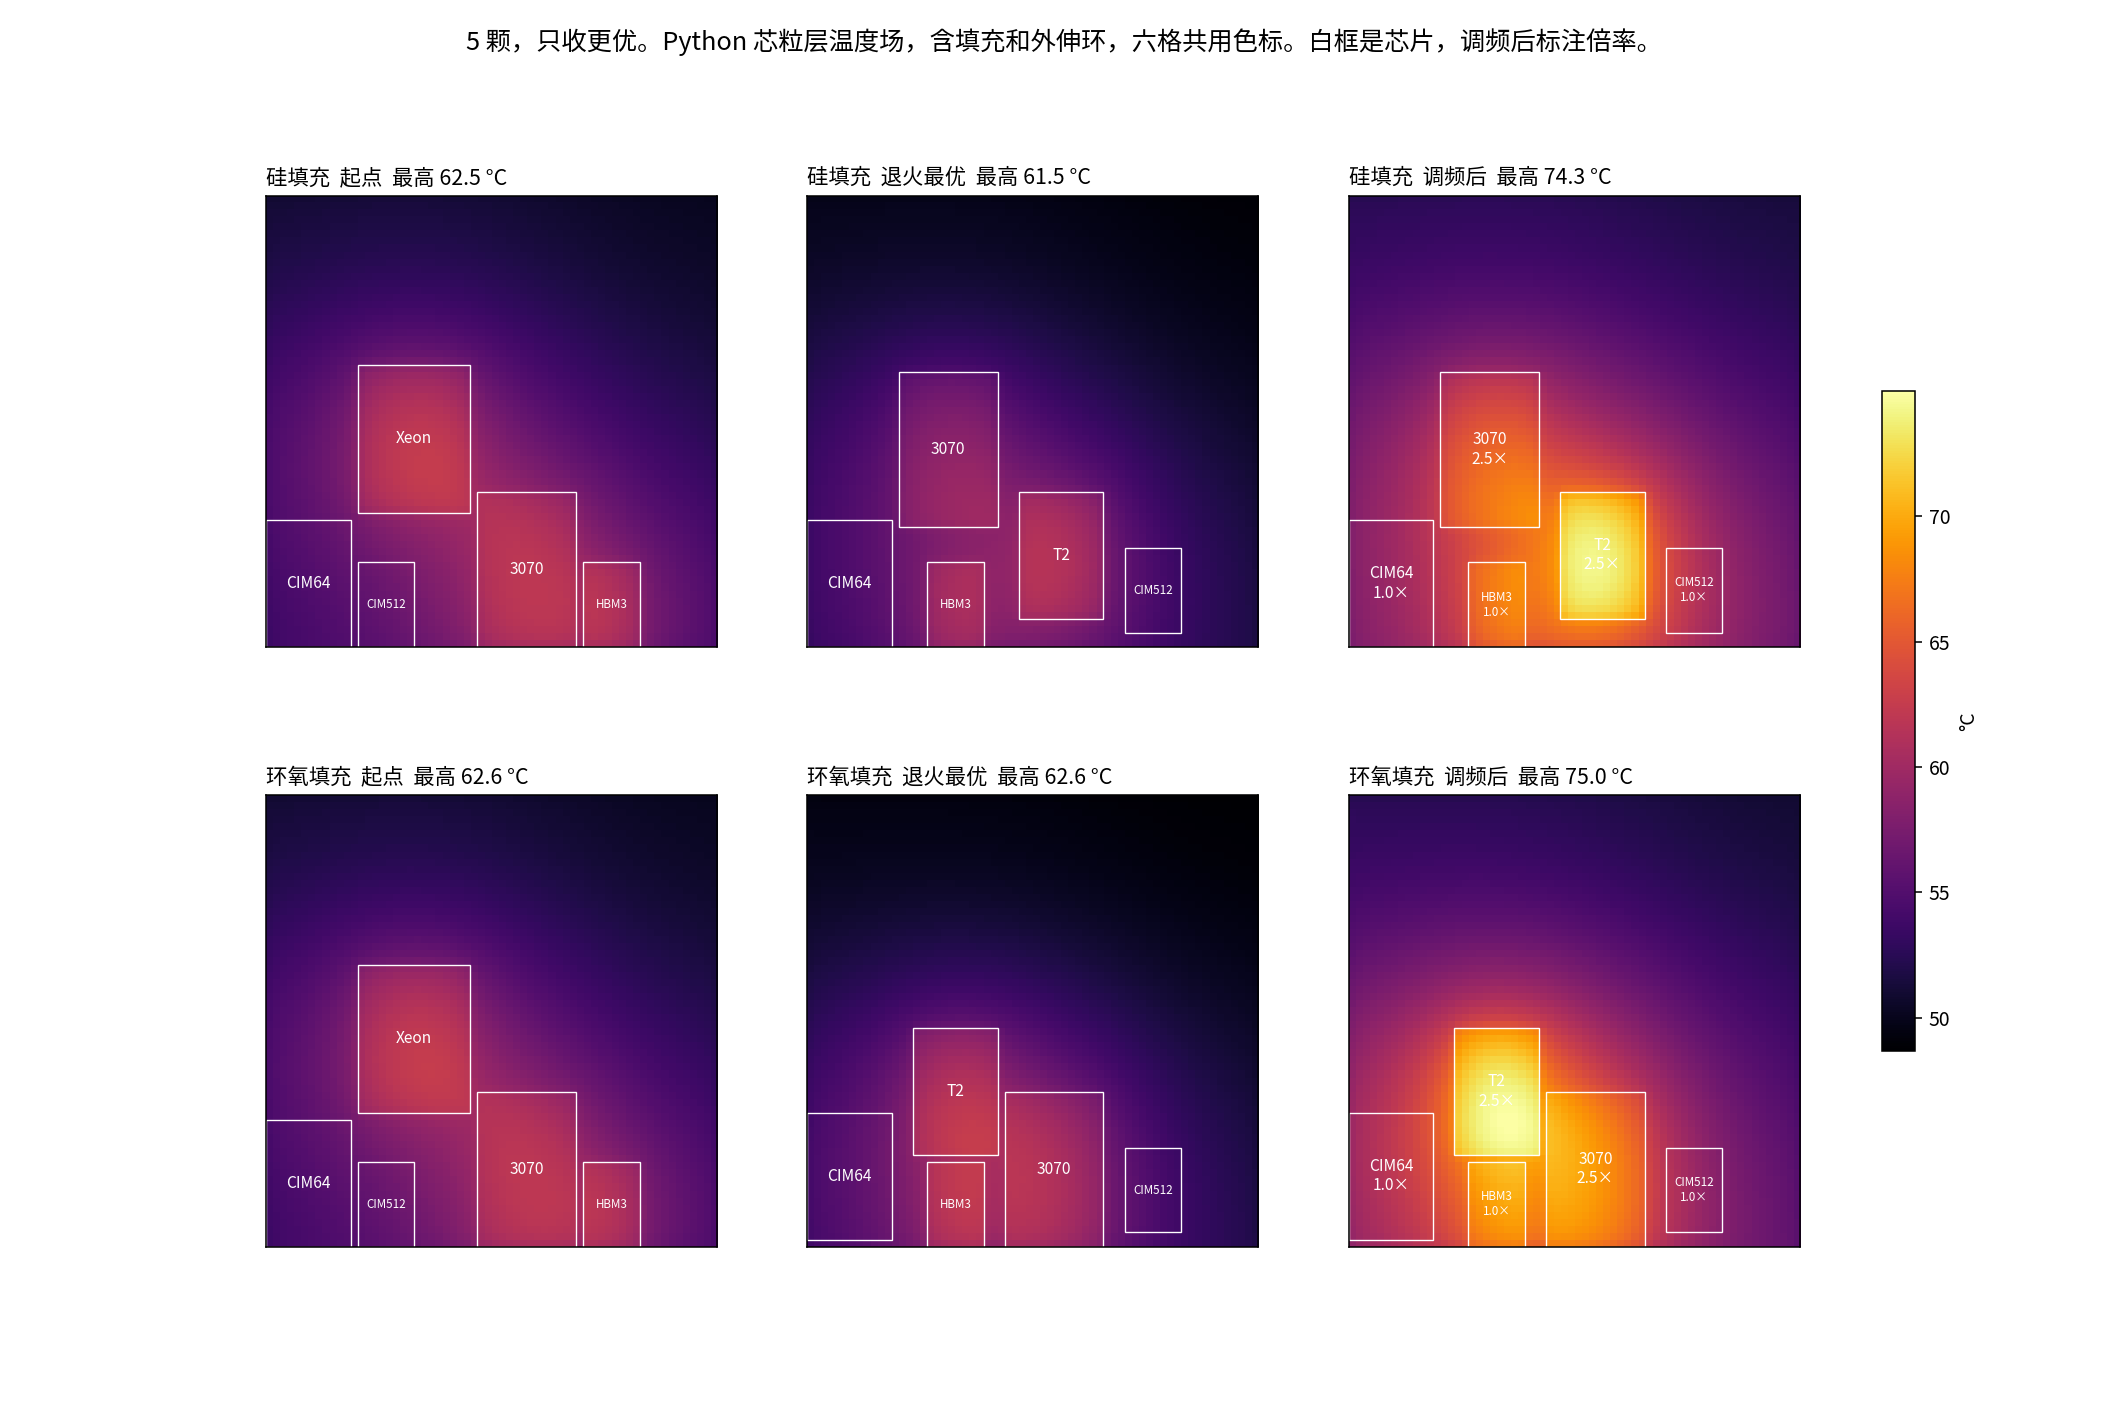 5 颗，只收更优。Python 芯粒层温度场，含填充和外伸环，六格共用色标。白框是芯片，调频后标注倍率。
硅填充 起点 最高 62.5 °C
Xeon
3070
CIM64
CIM512
HBM3
硅填充 退火最优 最高 61.5 °C
3070
T2
CIM64
HBM3
CIM512
硅填充 调频后 最高 74.3 °C
3070
2.5×
T2
2.5×
CIM64
1.0×
HBM3
1.0×
CIM512
1.0×
环氧填充 起点 最高 62.6 °C
Xeon
3070
CIM64
CIM512
HBM3
环氧填充 退火最优 最高 62.6 °C
T2
3070
CIM64
HBM3
CIM512
环氧填充 调频后 最高 75.0 °C
T2
2.5×
3070
2.5×
CIM64
1.0×
HBM3
1.0×
CIM512
1.0×
70
65
60
55
50
°C